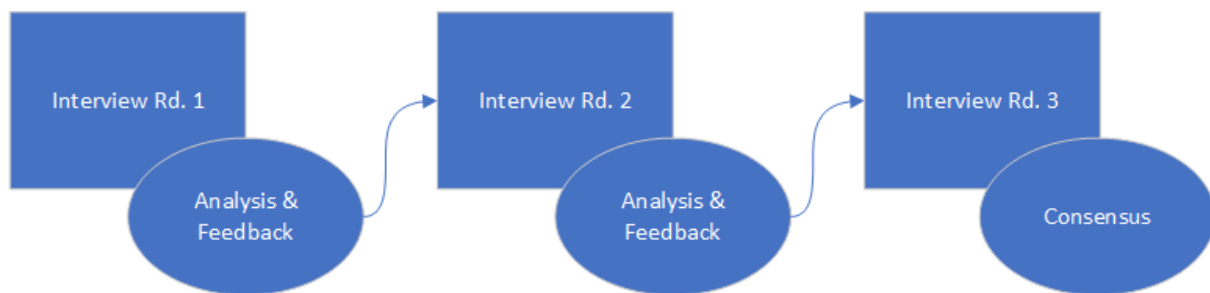 Interview Rd. 1
Analysis &
Feedback
Interview Rd. 2
Analysis &
Feedback
Interview Rd. 3
Consensus